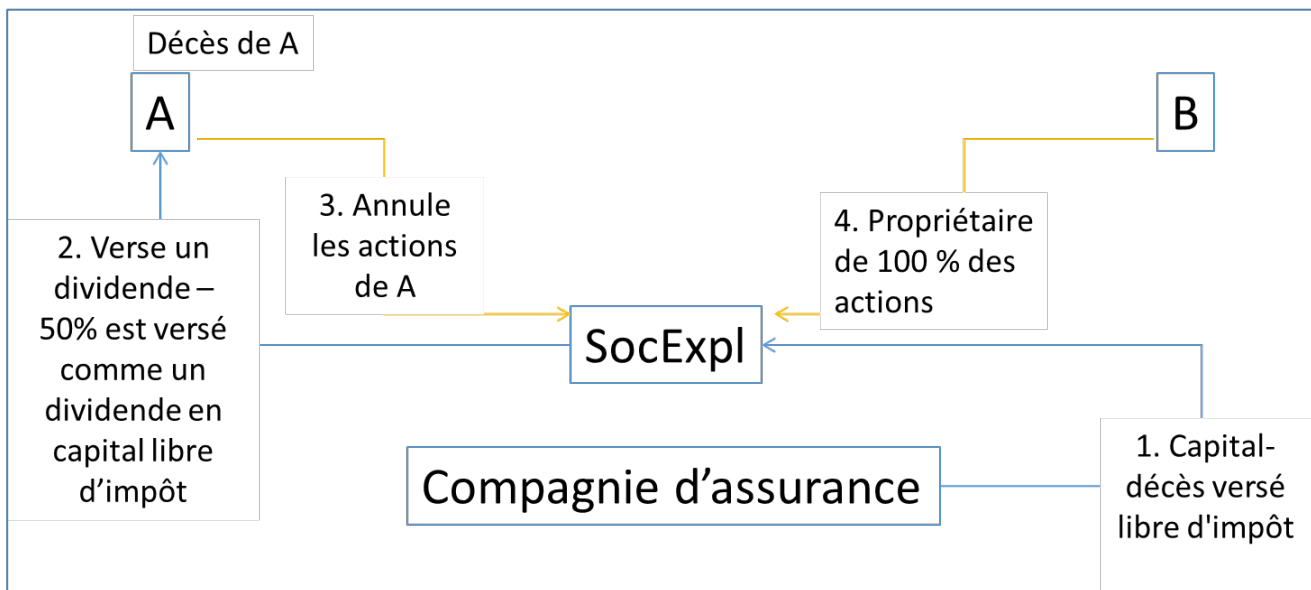 Décès de A
A
B
3. Annule
les actions
de A
4. Propriétaire
de 100 % des
actions
2. Verse un
dividende –
50% est versé
comme un
dividende en
capital libre
d’impôt
SocExpl
Compagnie d’assurance
1. Capital-
décès versé
libre d'impôt